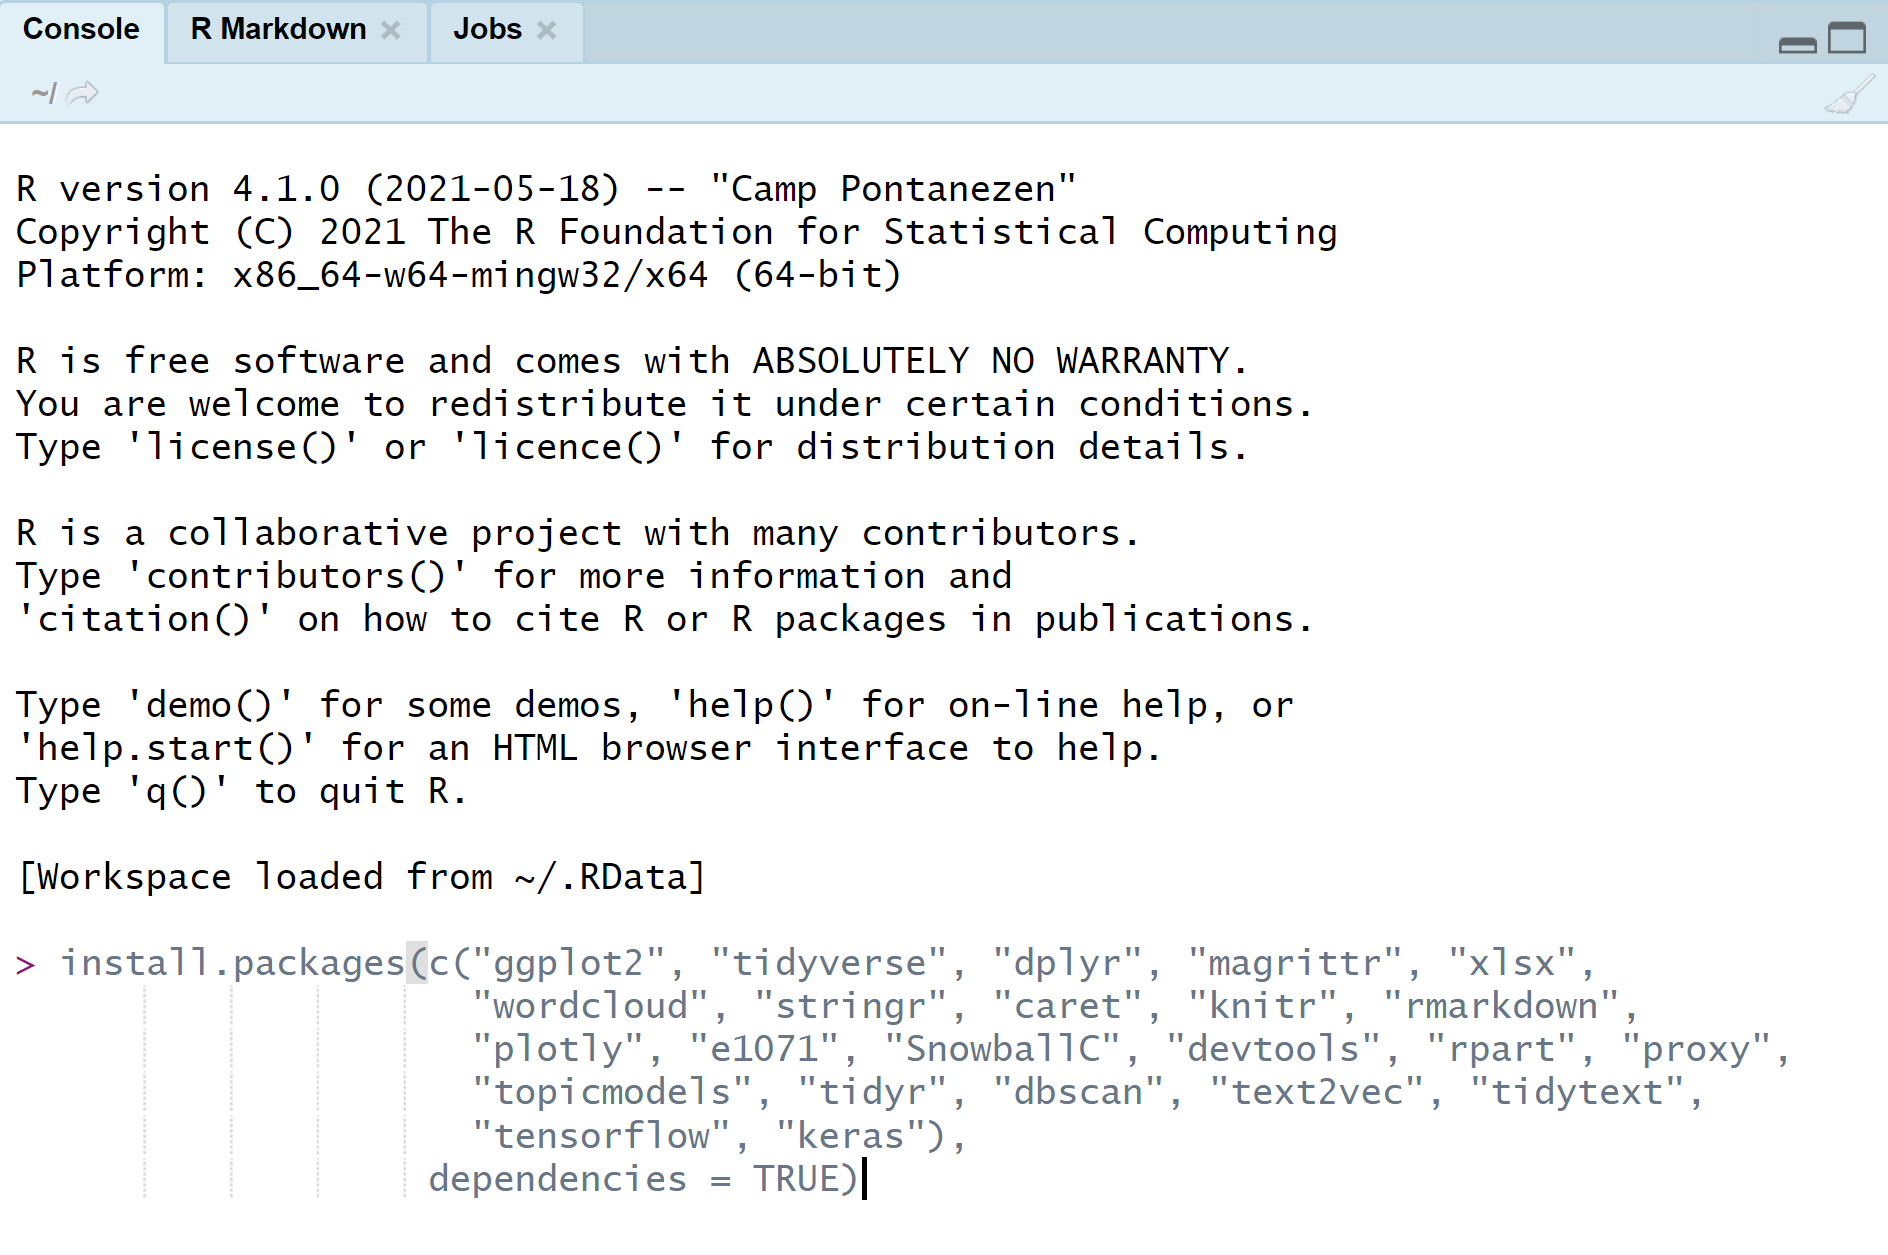 Console R Markdown Jobs
~/
R version 4.1.0 (2021-05-18) -- "Camp Pontanezen"
Copyright (C) 2021 The R Foundation for Statistical Computing
Platform: x86_64-w64-mingw32/x64 (64-bit)
R is free software and comes with ABSOLUTELY NO WARRANTY.
You are welcome to redistribute it under certain conditions.
Type 'license()' or 'licence()' for distribution details.
R is a collaborative project with many contributors.
Type 'contributors()' for more information and
'citation()' on how to cite R or R packages in publications.
Type 'demo()' for some demos, 'help()' for on-line help, or
'help.start()' for an HTML browser interface to help.
Type 'q()' to quit R.
[Workspace loaded from ~/.RData]
> install.packages(c("ggplot2", "tidyverse", "dplyr", "magrittr", "xlsx",
"wordcloud", "stringr", "caret", "knitr", "rmarkdown",
"plotly", "e1071", "SnowballC", "devtools", "rpart", "proxy",
"topicmodels", "tidyr", "dbscan", "text2vec", "tidytext",
"tensorflow", "keras"),
dependencies = TRUE)